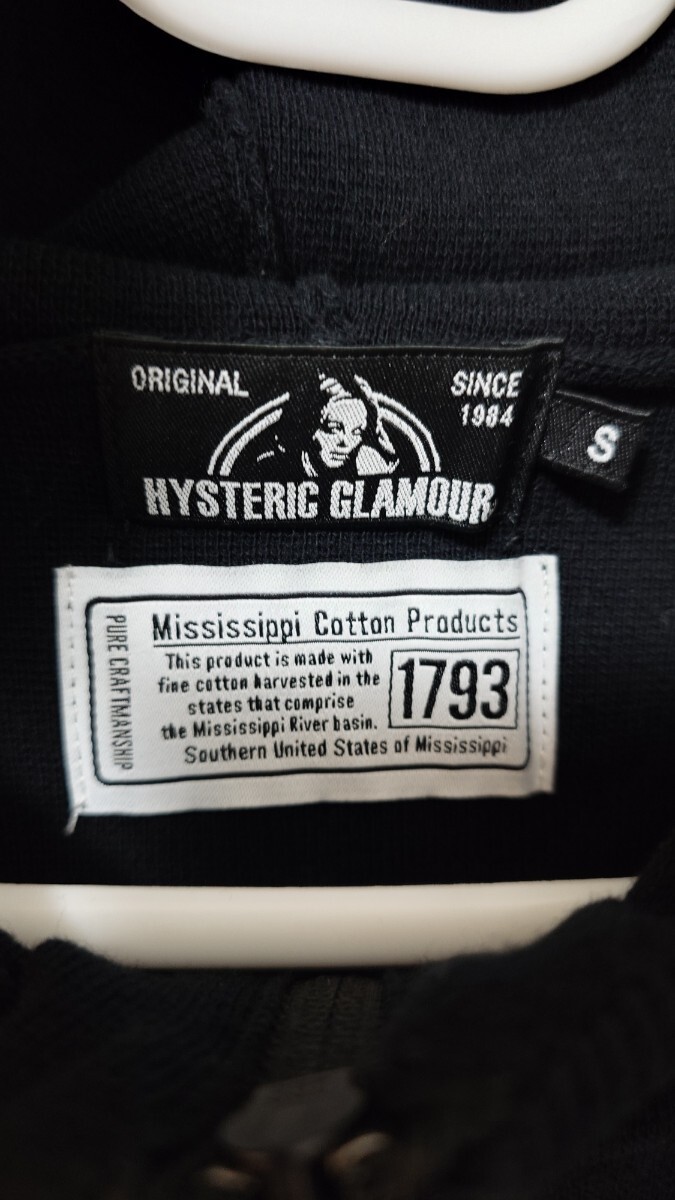 ORIGINAL
SINCE
1984
HYSTERIC GLAMOUR
S
PURE CRAFTMANSHIP
Mississippi Cotton Products
This product is made with
fine cotton harvested in the
states that comprise
the Mississippi River basin.
1793
Southern United States of Mississippi